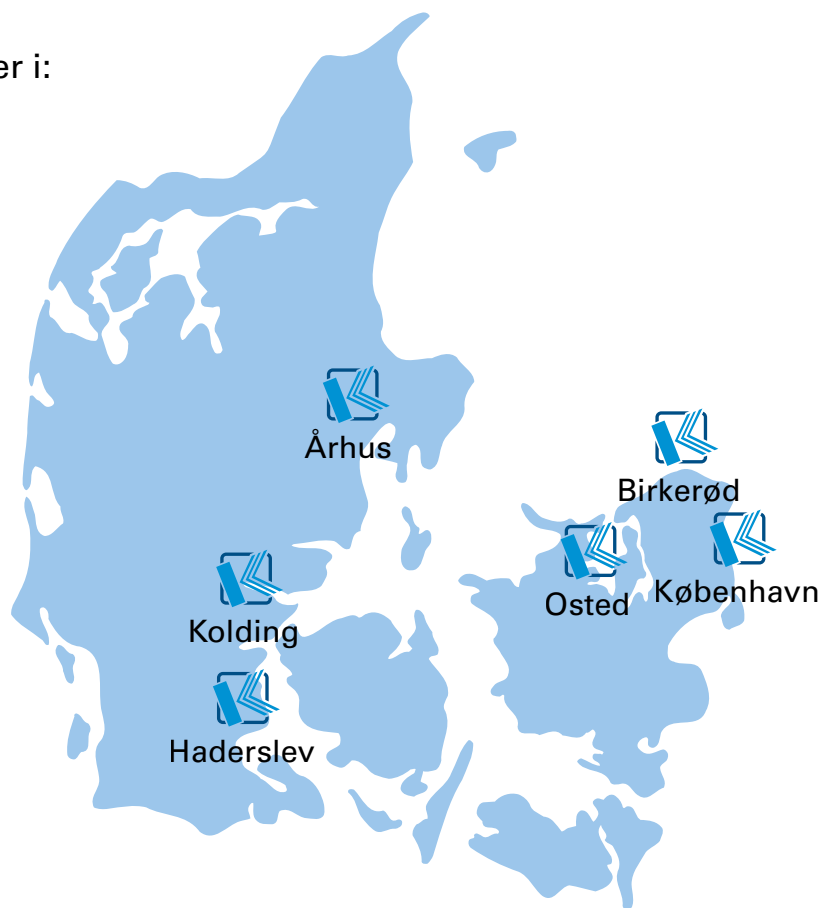 er i:
Århus
Birkerød
København
Osted
Kolding
Haderslev